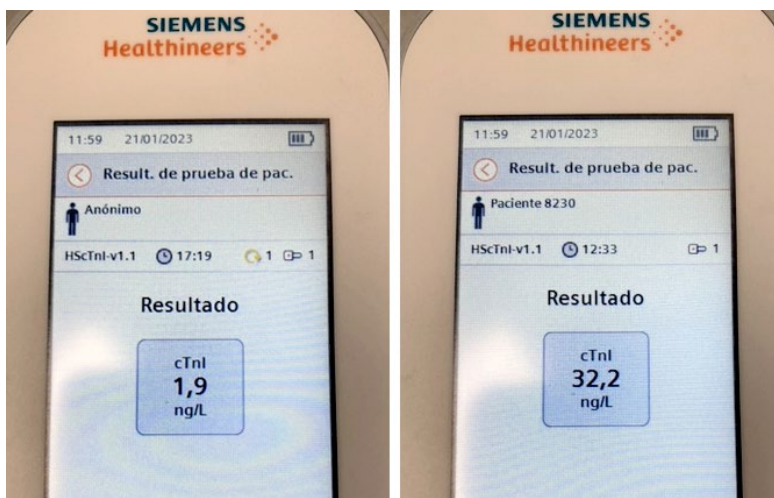 SIEMENS
Healthineers
11:59 21/01/2023
Result. de prueba de pac.
Anónimo
HScTnI-v1.1 17:19 1 1
Resultado
cTnI
1,9
ng/L
SIEMENS
Healthineers
11:59 21/01/2023
Result. de prueba de pac.
Paciente 8230
HScTnI-v1.1 12:33 1
Resultado
cTnI
32,2
ng/L